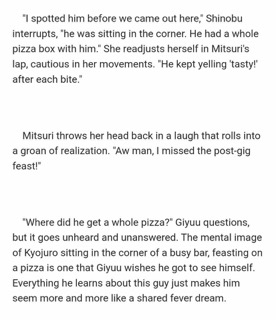 "I spotted him before we came out here," Shinobu
interrupts, "he was sitting in the corner. He had a whole
pizza box with him." She readjusts herself in Mitsuri's
lap, cautious in her movements. "He kept yelling 'tasty!'
after each bite."
Mitsuri throws her head back in a laugh that rolls into
a groan of realization. "Aw man, I missed the post-gig
feast!"
"Where did he get a whole pizza?" Giyuu questions,
but it goes unheard and unanswered. The mental image
of Kyojuro sitting in the corner of a busy bar, feasting on
a pizza is one that Giyuu wishes he got to see himself.
Everything he learns about this guy just makes him
seem more and more like a shared fever dream.